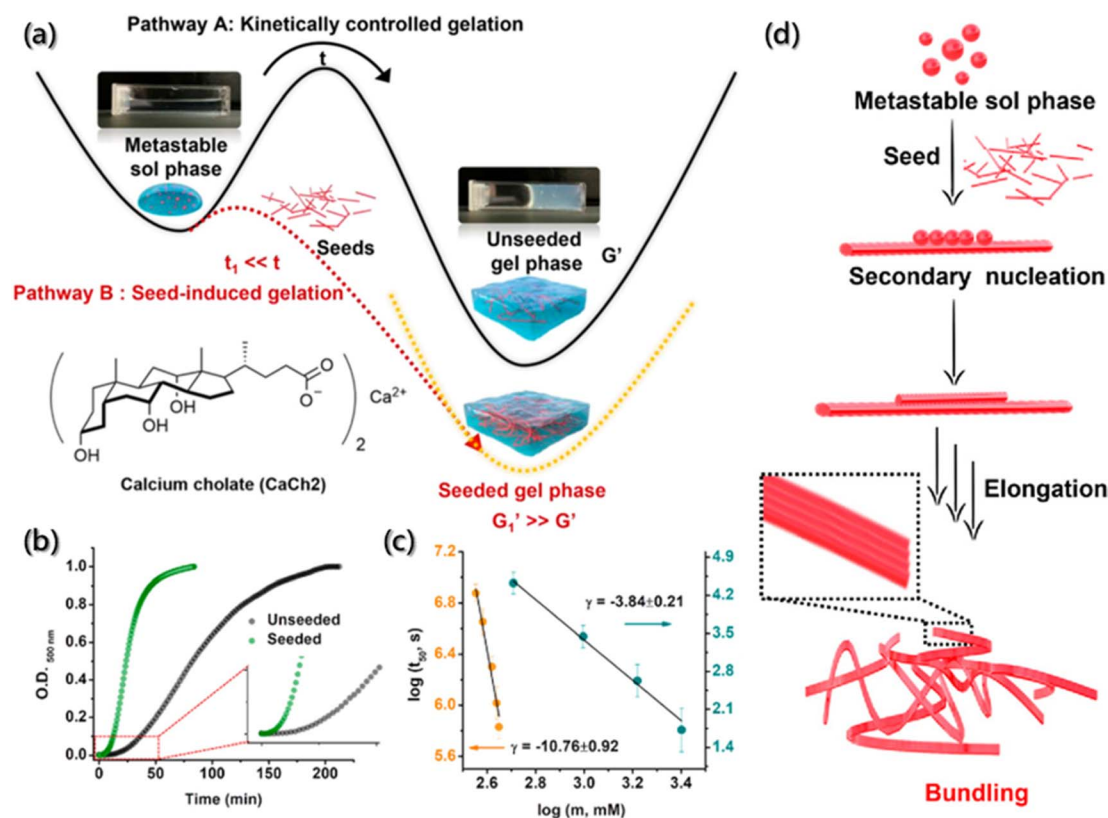 (a)
Pathway A: Kinetically controlled gelation
t
Metastable
sol phase
Seeds
t₁ << t
Pathway B : Seed-induced gelation
Unseeded
gel phase
G'
O
O⁻
Ca²⁺
2
OH
OH
OH
Calcium cholate (CaCh2)
Seeded gel phase
G₁' >> G'
(b)
1.0
0.8
0.6
0.4
0.2
0.0
O.D. 500 nm
Unseeded
Seeded
0
50
100
150
200
Time (min)
(c)
7.2
6.8
6.4
6.0
5.6
log (t₅₀, s)
γ = -3.84±0.21
γ = -10.76±0.92
4.9
4.2
3.5
2.8
2.1
1.4
2.6
2.8
3.0
3.2
3.4
log (m, mM)
(d)
Metastable sol phase
Seed
Secondary nucleation
Elongation
Bundling